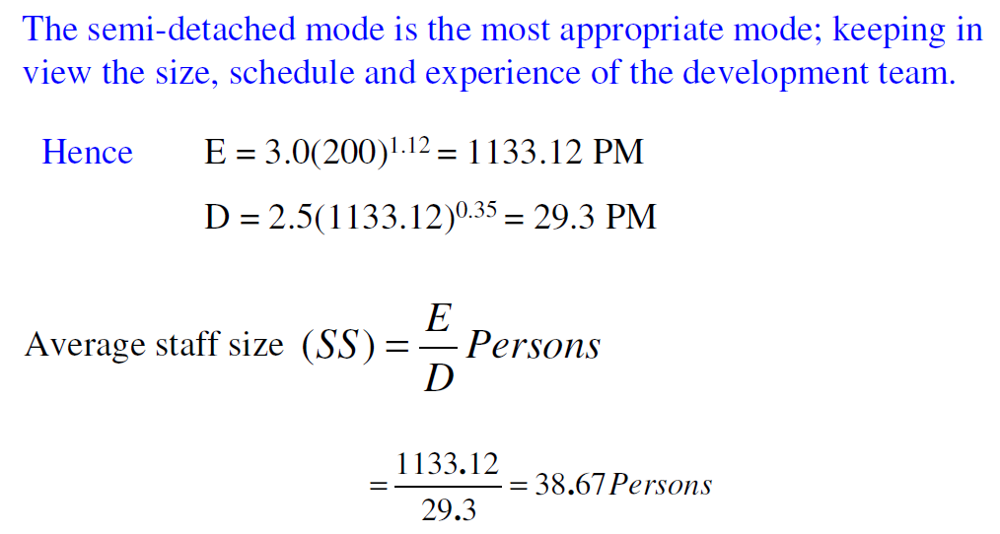 The semi-detached mode is the most appropriate mode; keeping in
view the size, schedule and experience of the development team.
Hence E = 3.0(200)^1.12 = 1133.12 PM
D = 2.5(1133.12)^0.35 = 29.3 PM
Average staff size (SS) = E/D Persons
= 1133.12/29.3 = 38.67 Persons